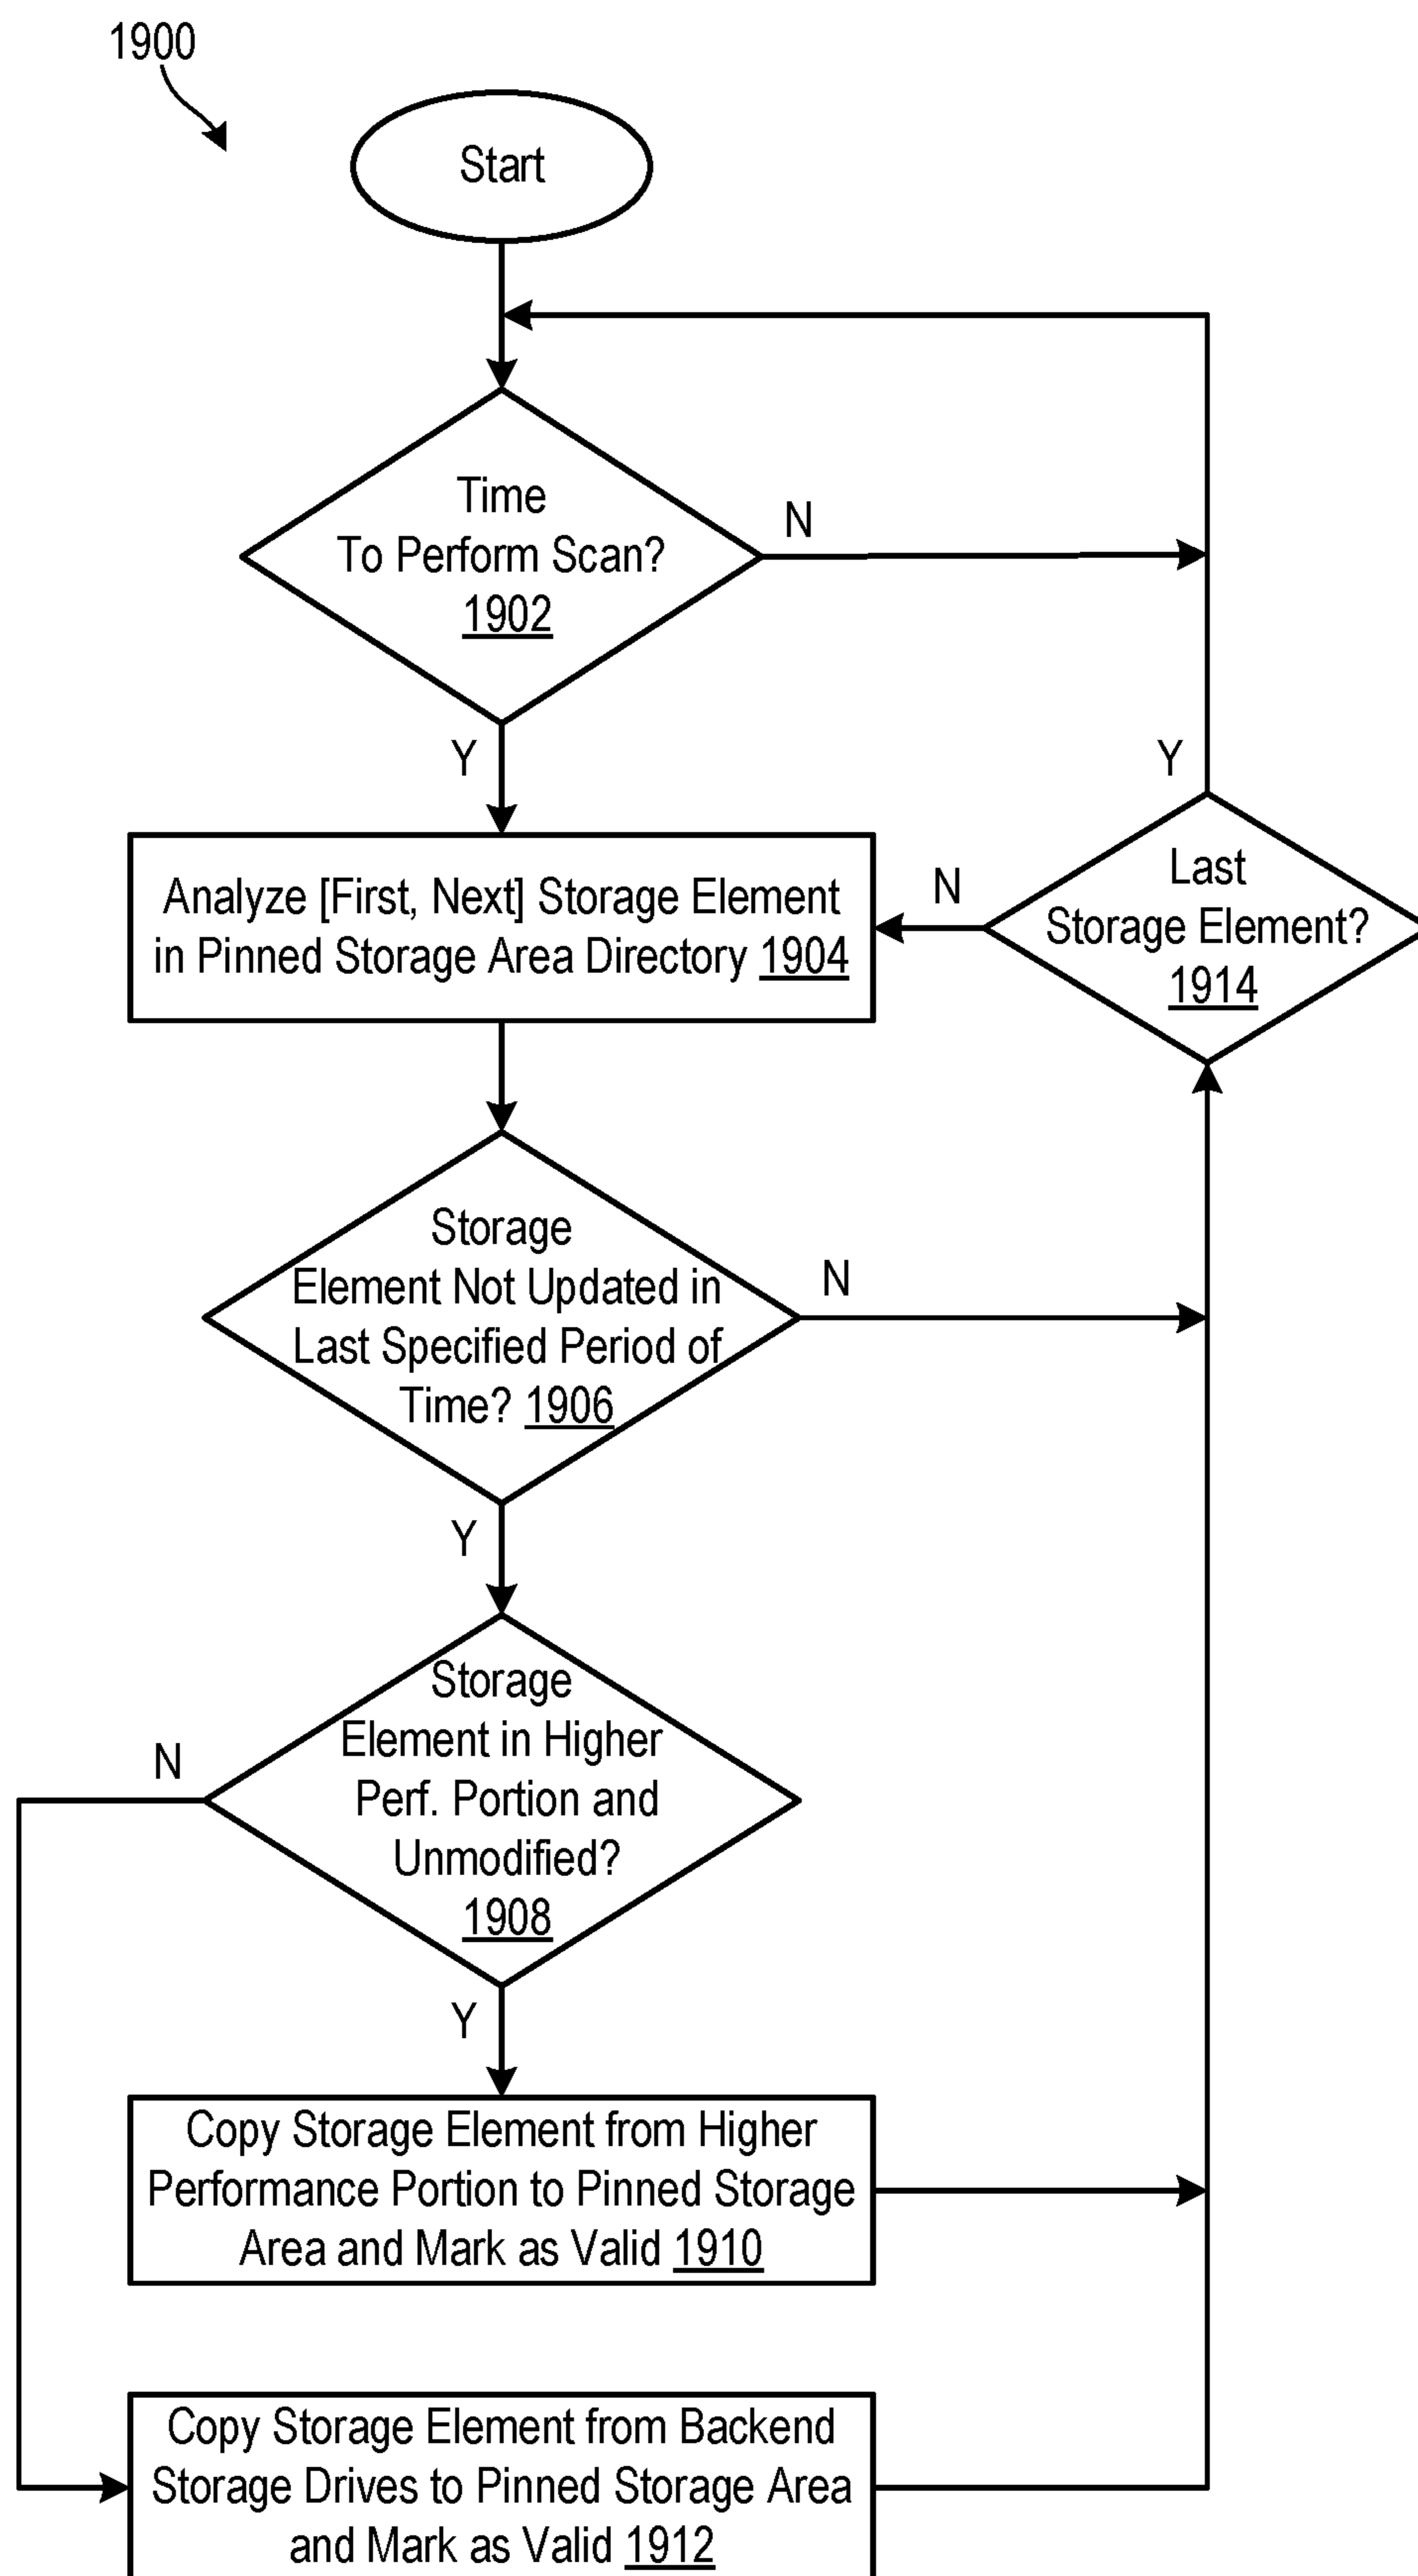 1900
Start
Time
To Perform Scan?
1902
N
Y
Y
Analyze [First, Next] Storage Element
in Pinned Storage Area Directory 1904
N
Last
Storage Element?
1914
Storage
Element Not Updated in
Last Specified Period of
Time? 1906
N
Y
Storage
Element in Higher
Perf. Portion and
Unmodified?
1908
N
Y
Copy Storage Element from Higher
Performance Portion to Pinned Storage
Area and Mark as Valid 1910
Copy Storage Element from Backend
Storage Drives to Pinned Storage Area
and Mark as Valid 1912